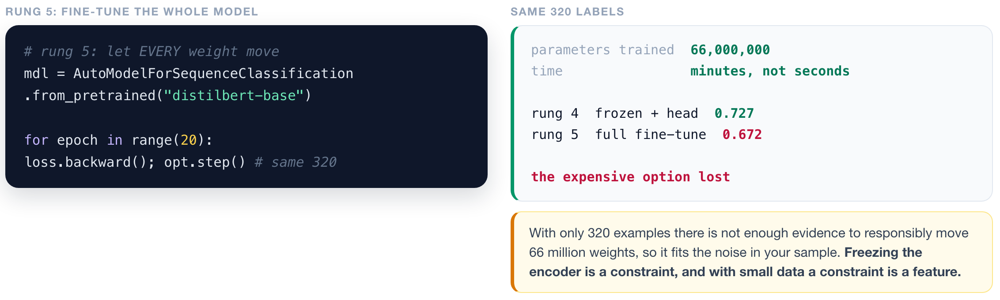 RUNG 5: FINE-TUNE THE WHOLE MODEL
# rung 5: let EVERY weight move
mdl = AutoModelForSequenceClassification
.from_pretrained("distilbert-base")
for epoch in range(20):
loss.backward(); opt.step() # same 320
SAME 320 LABELS
parameters trained 66,000,000
time minutes, not seconds
rung 4 frozen + head 0.727
rung 5 full fine-tune 0.672
the expensive option lost
With only 320 examples there is not enough evidence to responsibly move
66 million weights, so it fits the noise in your sample. Freezing the
encoder is a constraint, and with small data a constraint is a feature.